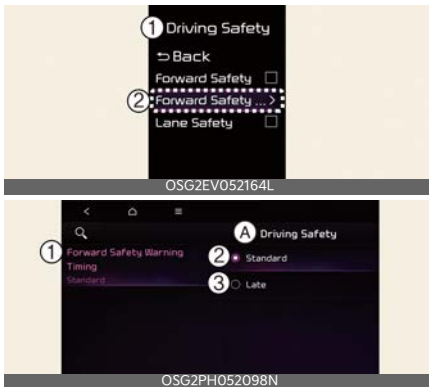 1 Driving Safety
Back
Forward Safety
2 Forward Safety ... >
Lane Safety
OSG2EV052164L
A Driving Safety
1 Forward Safety Warning
Timing
Standard
2 Standard
3 Late
OSG2PH052098N